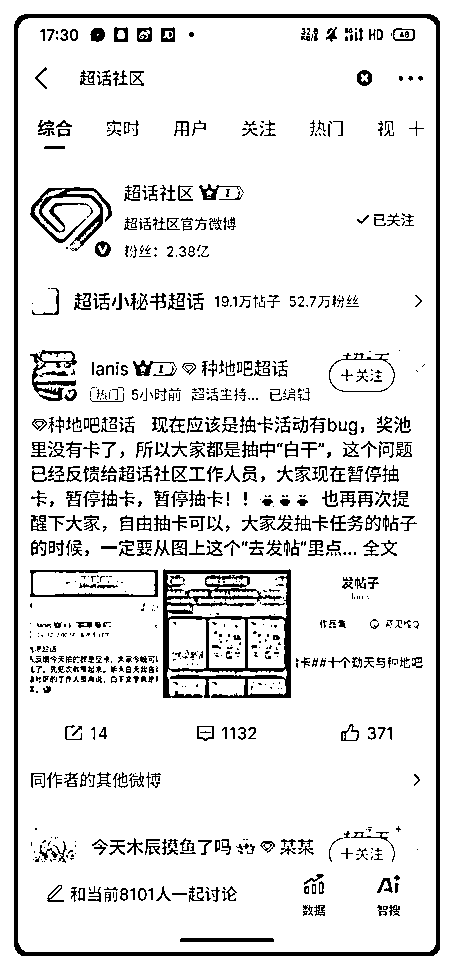 17:30 HD 48
超话社区
综合 实时 用户 关注 热门 视
超话社区
超话社区官方微博
粉丝：2.38亿
已关注
超话小秘书超话 19.1万帖子 52.7万粉丝
lanis 种地吧超话
热门 5小时前 超话主持... 已编辑
+关注
种地吧超话 现在应该是抽卡活动有bug，奖池
里没有卡了，所以大家都是抽中“白干”，这个问题
已经反馈给超话社区工作人员，大家现在暂停抽
卡，暂停抽卡，暂停抽卡！！ 也再再次提
醒下大家，自由抽卡可以，大家发抽卡任务的帖子
的时候，一定要从图上这个“去发帖”里点... 全文
发帖子
卡##十个勤天与种地吧
14 1132 371
同作者的其他微博
今天木辰摸鱼了吗 菜菜
+关注
和当前8101人一起讨论
数据
Ai
智搜